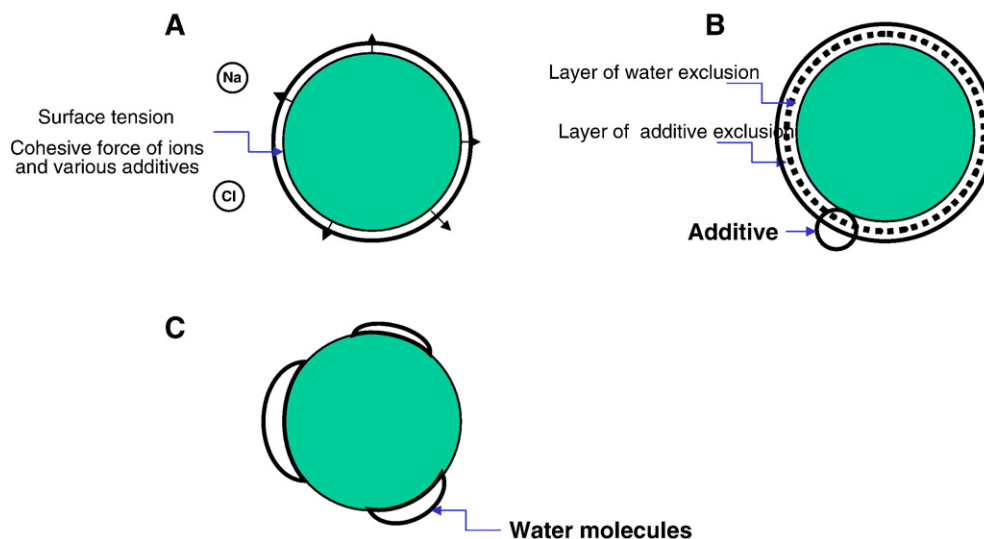 A
Na
Surface tension
Cohesive force of ions
and various additives
Cl
B
Layer of water exclusion
Layer of additive exclusion
Additive
C
Water molecules